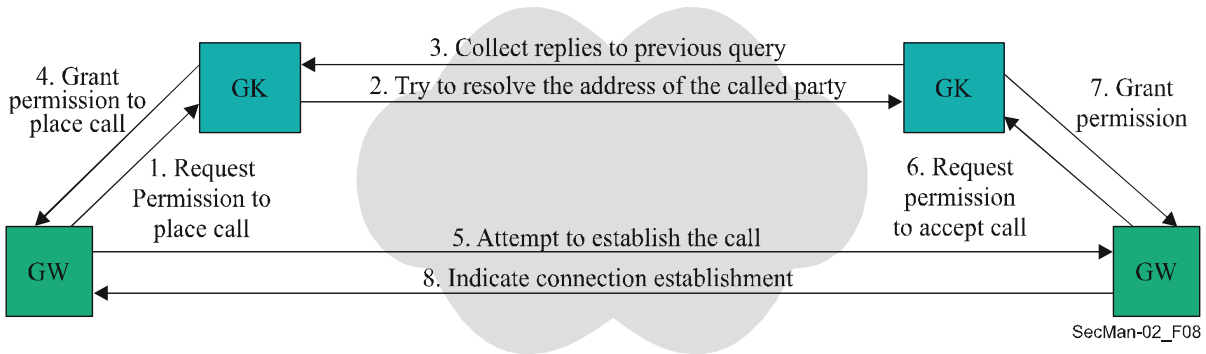 3. Collect replies to previous query
4. Grant
permission to
place call
GK
2. Try to resolve the address of the called party
GK
7. Grant
permission
1. Request
Permission to
place call
6. Request
permission
to accept call
GW
5. Attempt to establish the call
8. Indicate connection establishment
GW
SecMan-02_F08